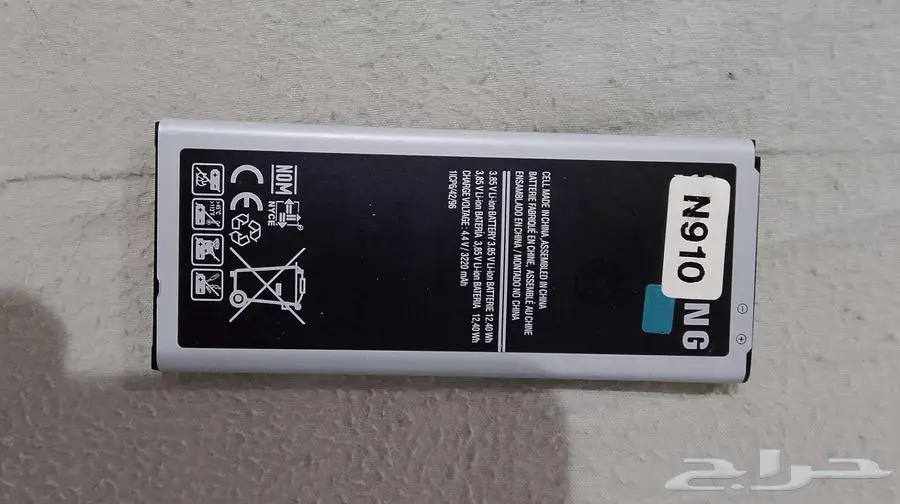 N910
NG
CELL MADE IN CHINA,ASSEMBLED IN CHINA
BATTERIE FABRIQUÉ EN CHINE, ASSEMBLÉ AU CHINE
ENSAMBLADO EN CHINA / MONTADO NO CHINA
3.85 V Li-ion BATTERY 3.85 V Li-ion BATTERIE 12.40 Wh
3,85 V Li-ion BATERÍA 3,85 V Li-ion BATERIA 12,40 Wh
CHARGE VOLTAGE : 4.4 V / 3220 mAh
1ICP6/42/96
NOM
NYCE
CE
حراج